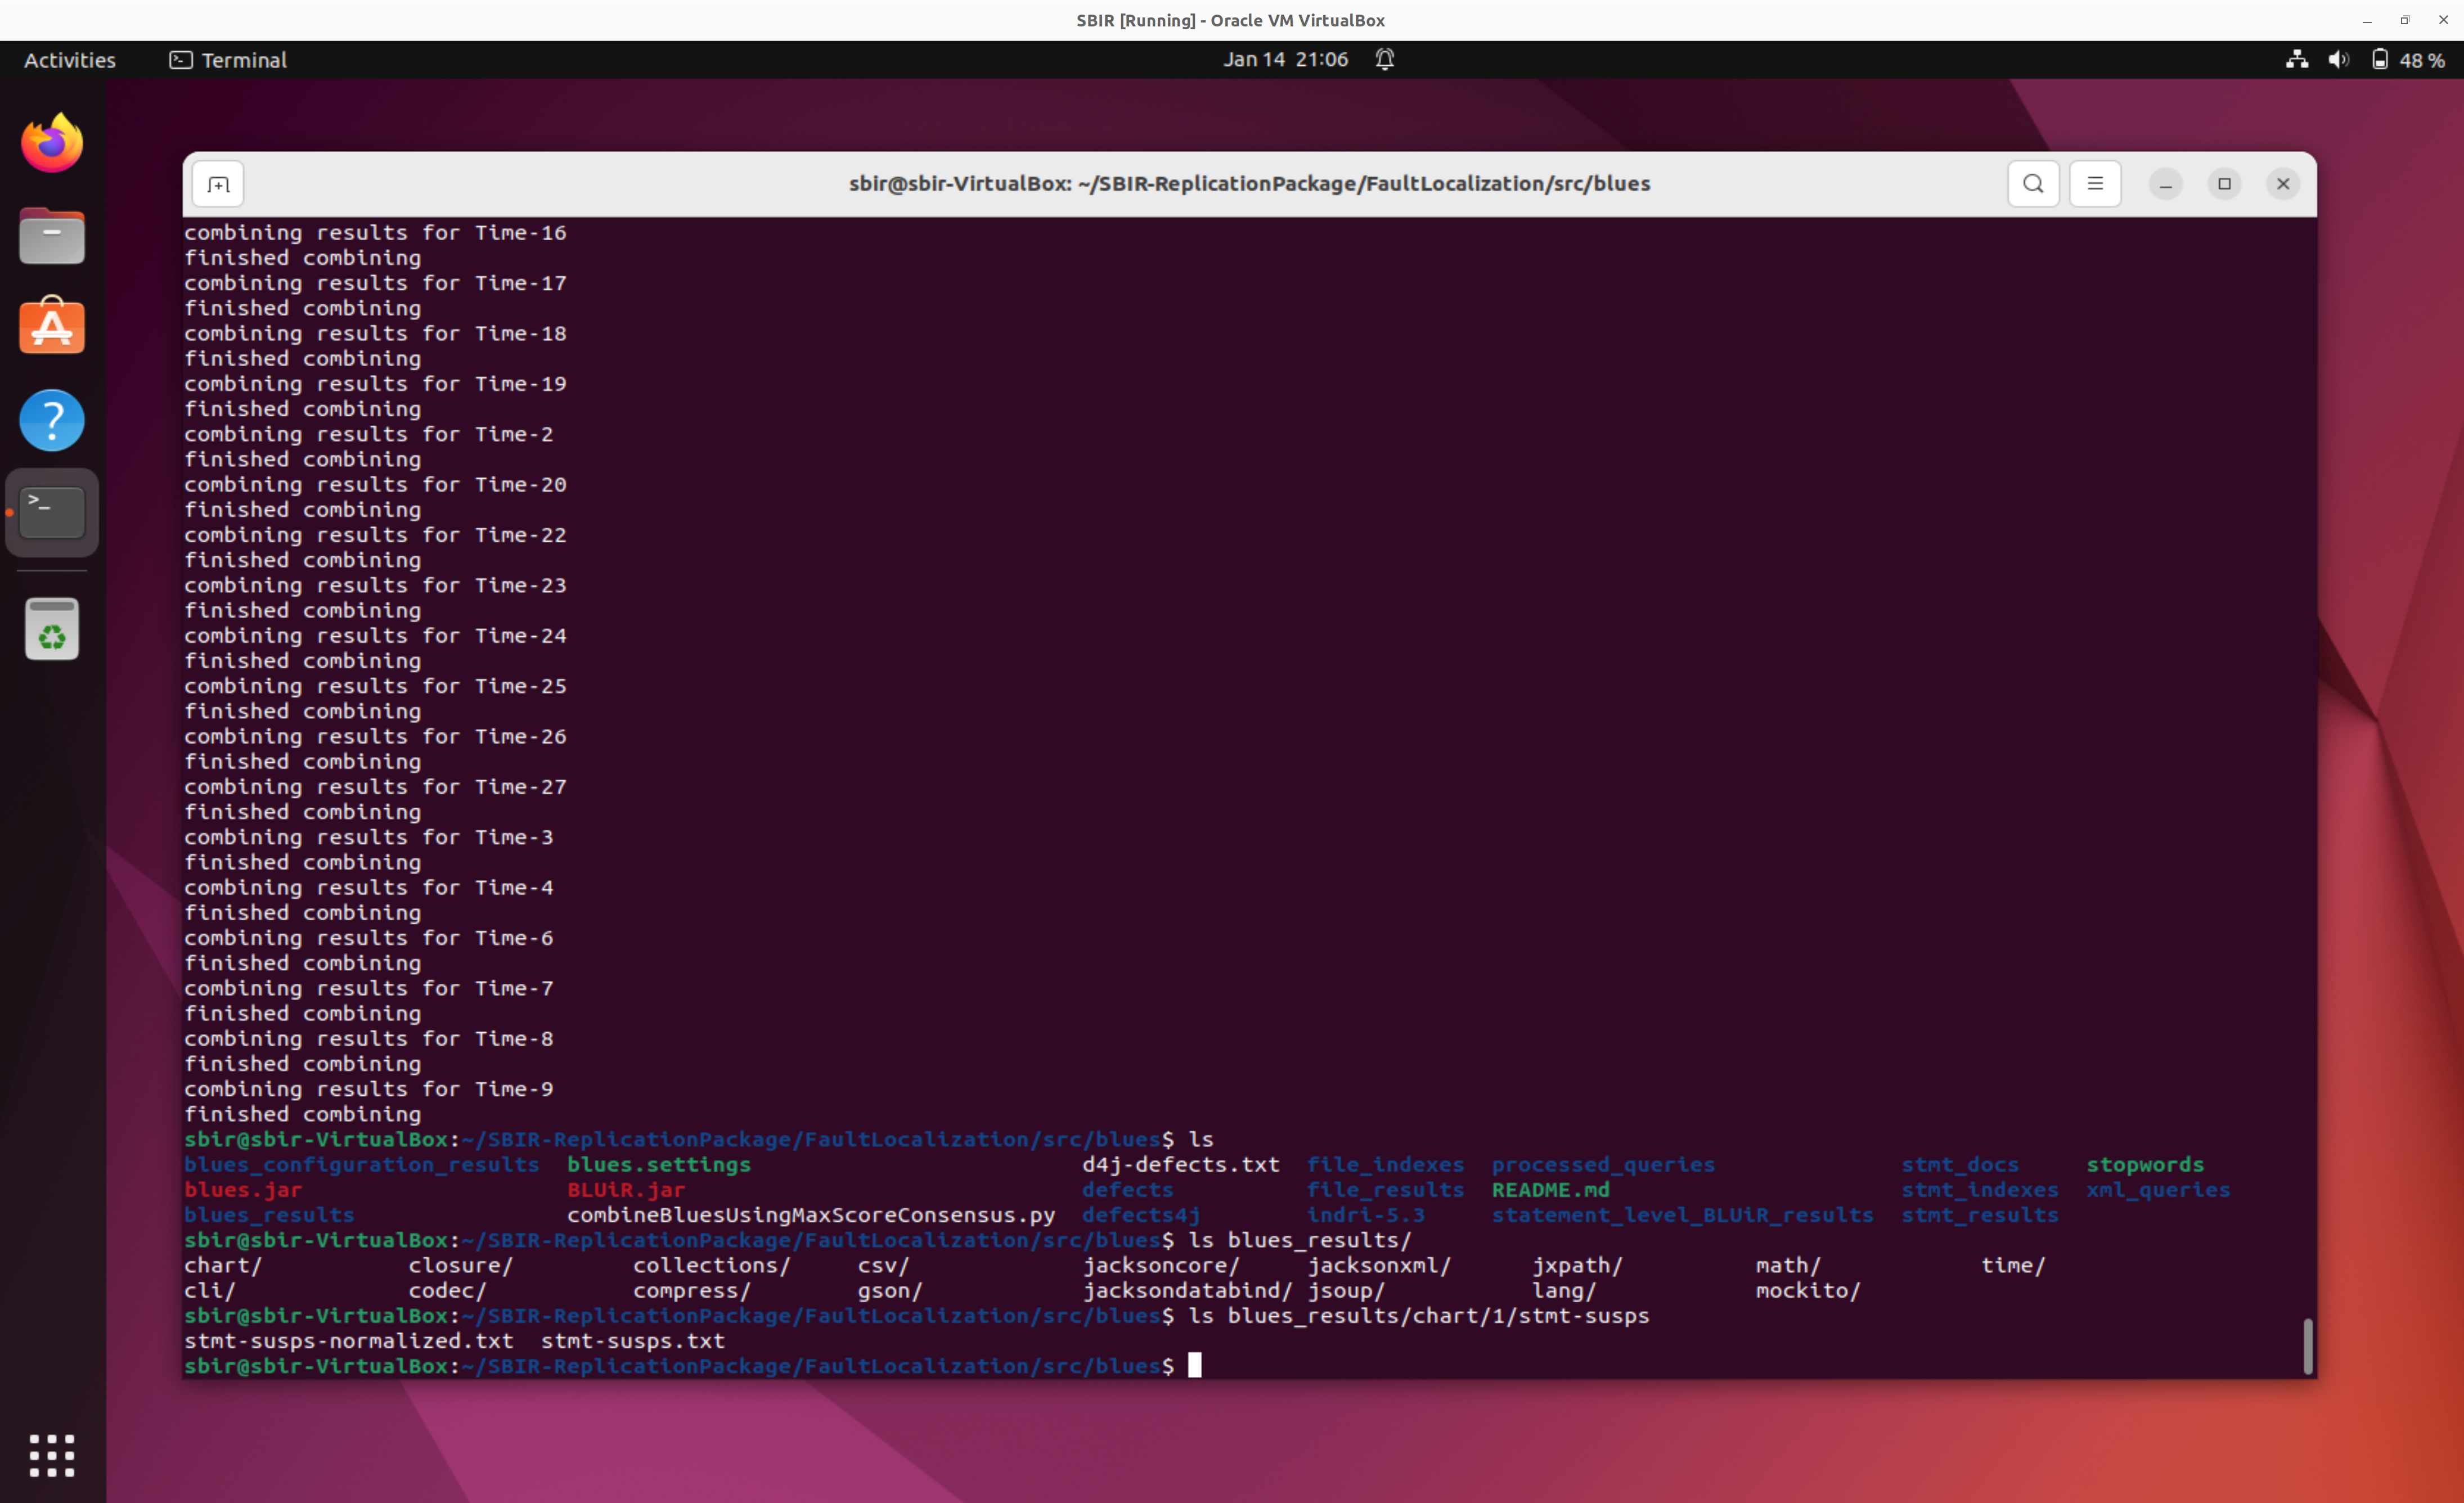 SBIR [Running] - Oracle VM VirtualBox
Activities Terminal Jan 14 21:06 48 %
sbir@sbir-VirtualBox: ~/SBIR-ReplicationPackage/FaultLocalization/src/blues
combining results for Time-16
finished combining
combining results for Time-17
finished combining
combining results for Time-18
finished combining
combining results for Time-19
finished combining
combining results for Time-2
finished combining
combining results for Time-20
finished combining
combining results for Time-22
finished combining
combining results for Time-23
finished combining
combining results for Time-24
finished combining
combining results for Time-25
finished combining
combining results for Time-26
finished combining
combining results for Time-27
finished combining
combining results for Time-3
finished combining
combining results for Time-4
finished combining
combining results for Time-6
finished combining
combining results for Time-7
finished combining
combining results for Time-8
finished combining
combining results for Time-9
finished combining
sbir@sbir-VirtualBox:~/SBIR-ReplicationPackage/FaultLocalization/src/blues$ ls
blues_configuration_results blues.settings d4j-defects.txt file_indexes processed_queries stmt_docs stopwords
blues.jar BLUiR.jar defects file_results README.md stmt_indexes xml_queries
blues_results combineBluesUsingMaxScoreConsensus.py defects4j indri-5.3 statement_level_BLUiR_results stmt_results
sbir@sbir-VirtualBox:~/SBIR-ReplicationPackage/FaultLocalization/src/blues$ ls blues_results/
chart/ closure/ collections/ csv/ jacksoncore/ jacksonxml/ jxpath/ math/ time/
cli/ codec/ compress/ gson/ jacksondatabind/ jsoup/ lang/ mockito/
sbir@sbir-VirtualBox:~/SBIR-ReplicationPackage/FaultLocalization/src/blues$ ls blues_results/chart/1/stmt-susps
stmt-susps-normalized.txt stmt-susps.txt
sbir@sbir-VirtualBox:~/SBIR-ReplicationPackage/FaultLocalization/src/blues$